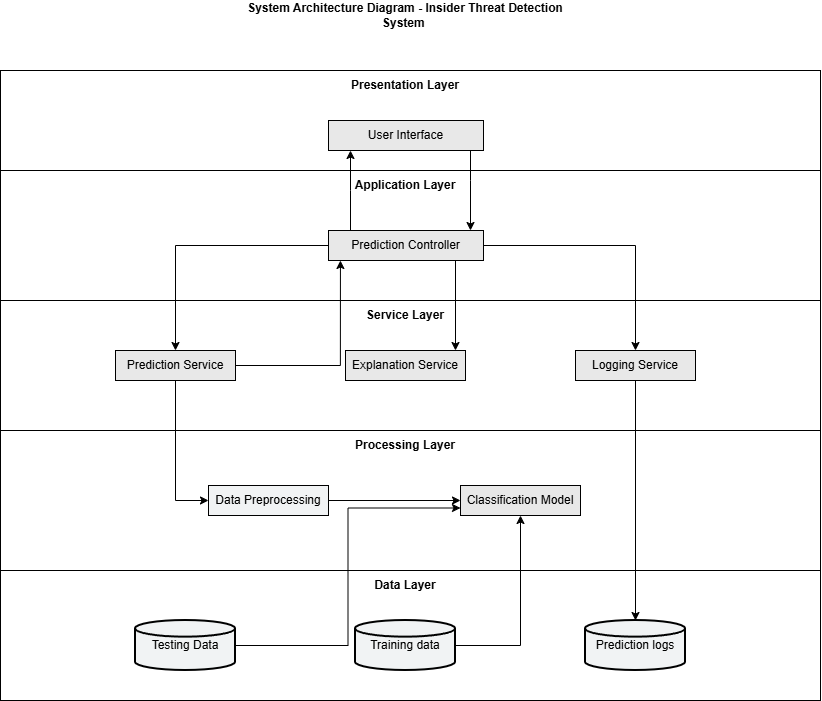 System Architecture Diagram - Insider Threat Detection
System
Presentation Layer
User Interface
Application Layer
Prediction Controller
Service Layer
Prediction Service
Explanation Service
Logging Service
Processing Layer
Data Preprocessing
Classification Model
Data Layer
Testing Data
Training data
Prediction logs